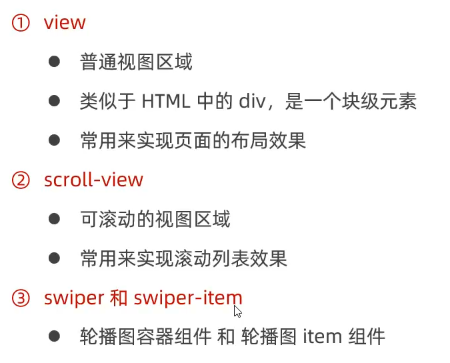 ① view
● 普通视图区域
● 类似于 HTML 中的 div，是一个块级元素
● 常用来实现页面的布局效果
② scroll-view
● 可滚动的视图区域
● 常用来实现滚动列表效果
③ swiper 和 swiper-item
● 轮播图容器组件 和 轮播图 item 组件